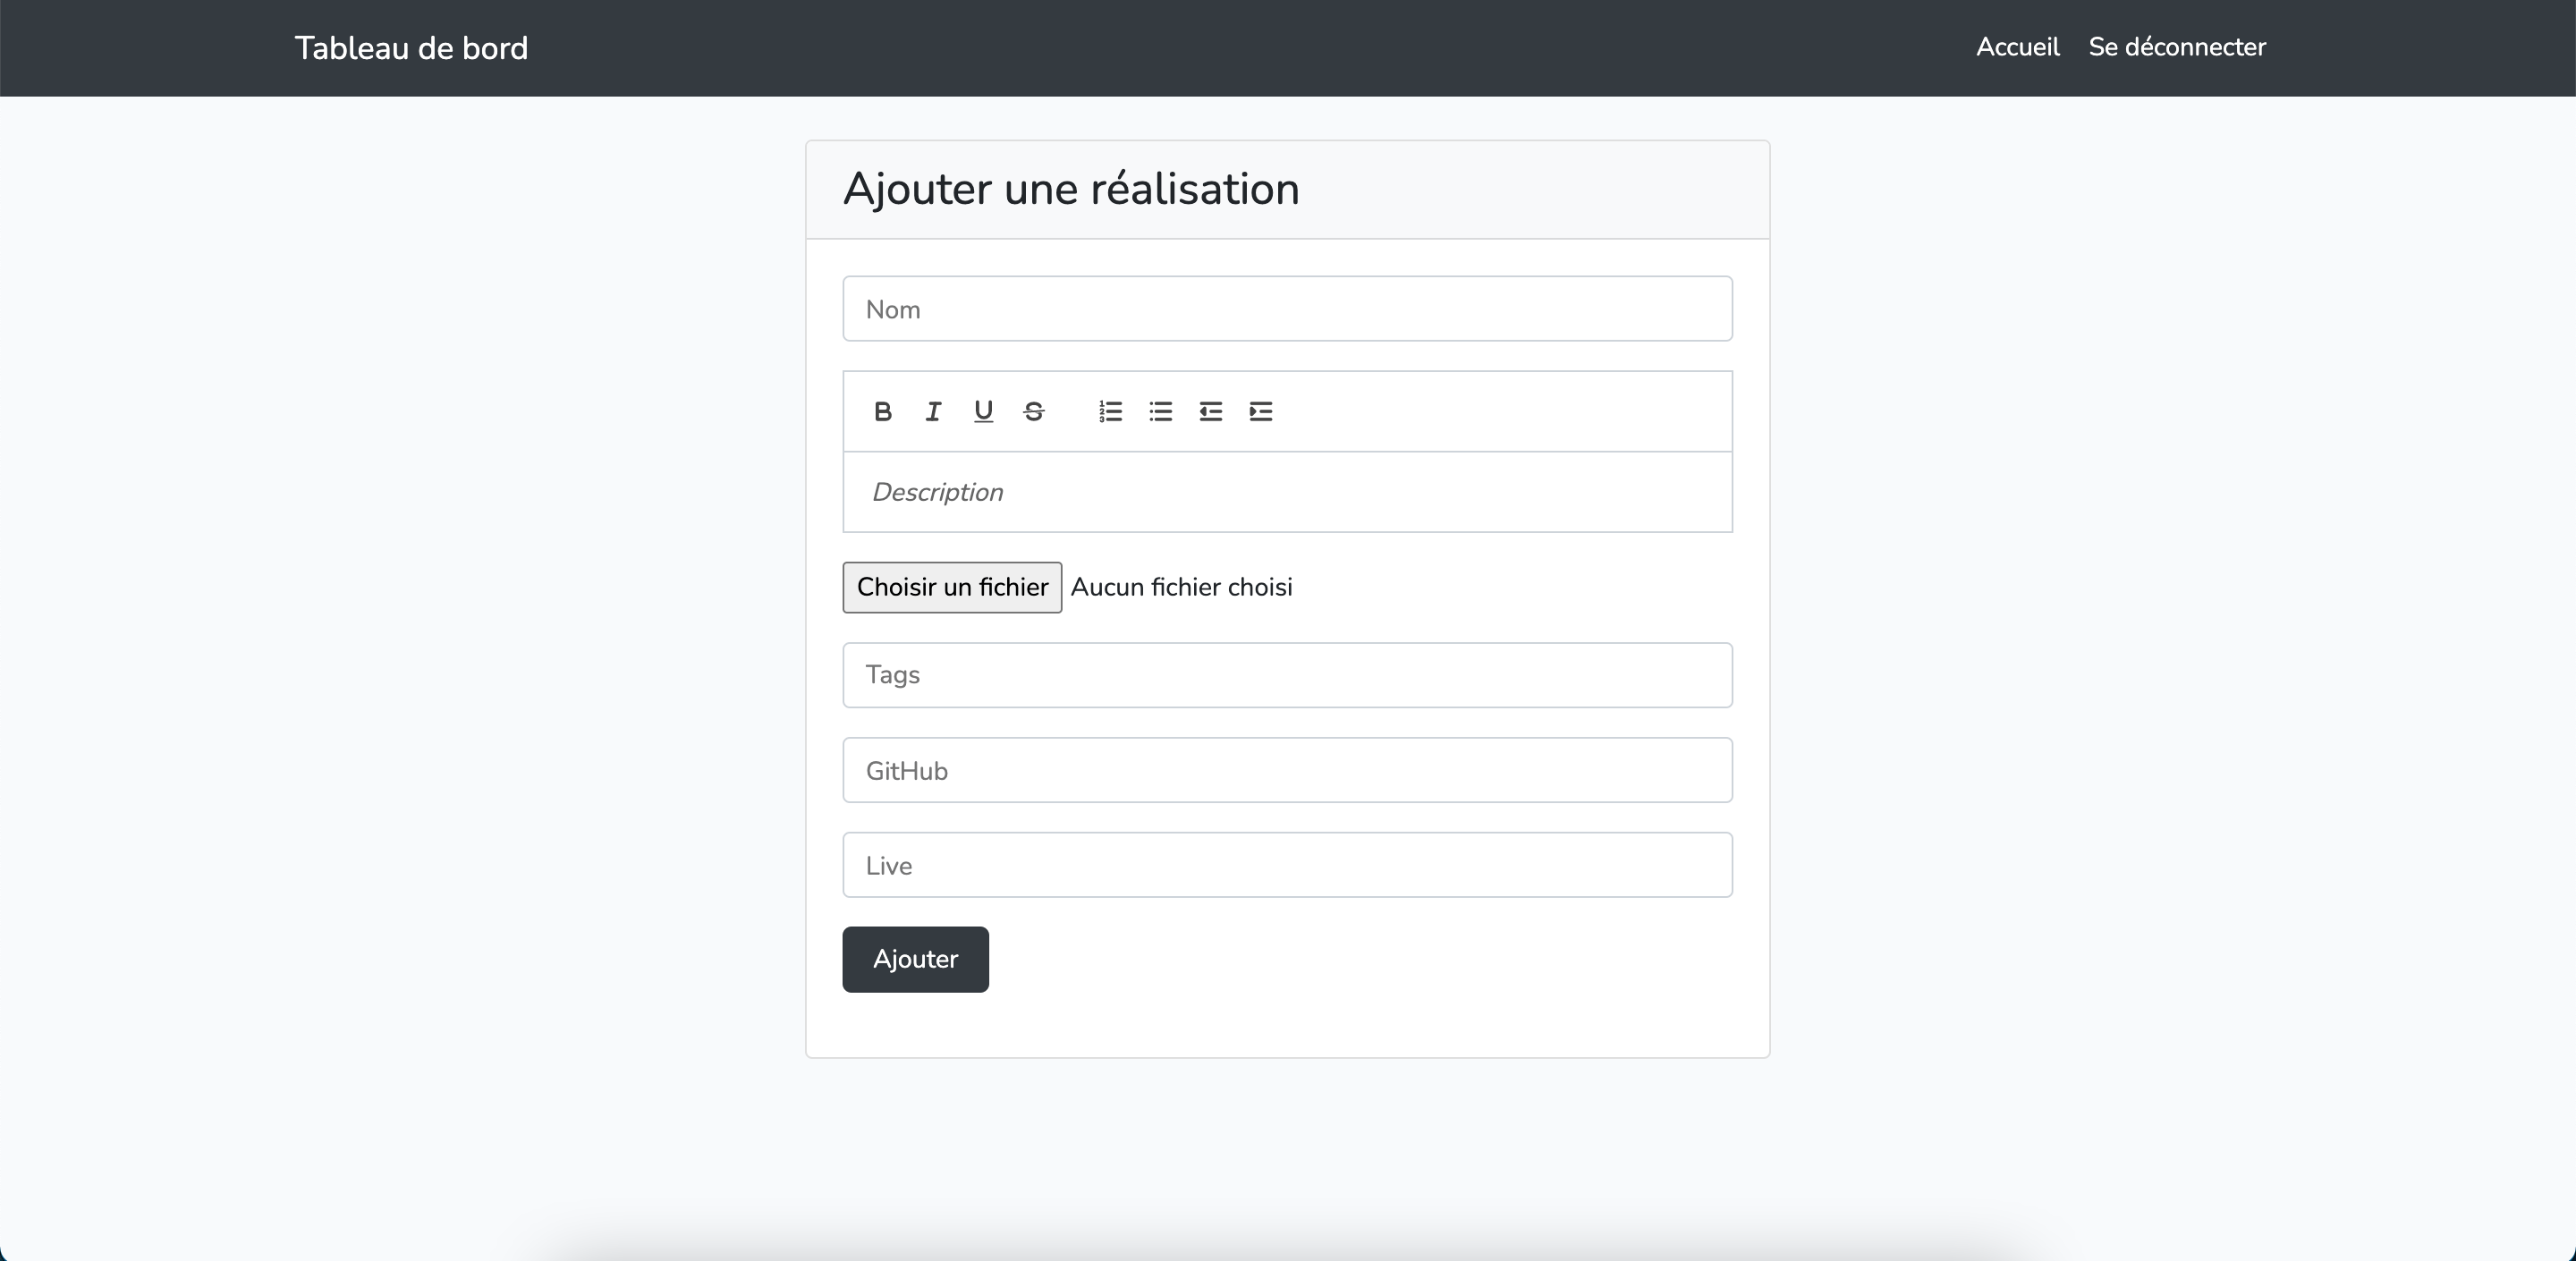 Tableau de bord
Accueil Se déconnecter
Ajouter une réalisation
Nom
B I U S
Description
Choisir un fichier Aucun fichier choisi
Tags
GitHub
Live
Ajouter